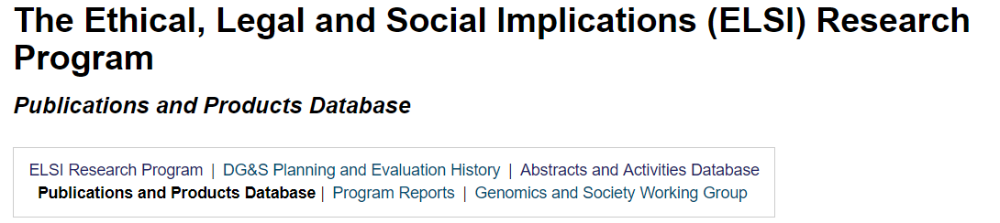 The Ethical, Legal and Social Implications (ELSI) Research
Program
Publications and Products Database
ELSI Research Program | DG&S Planning and Evaluation History | Abstracts and Activities Database
Publications and Products Database | Program Reports | Genomics and Society Working Group